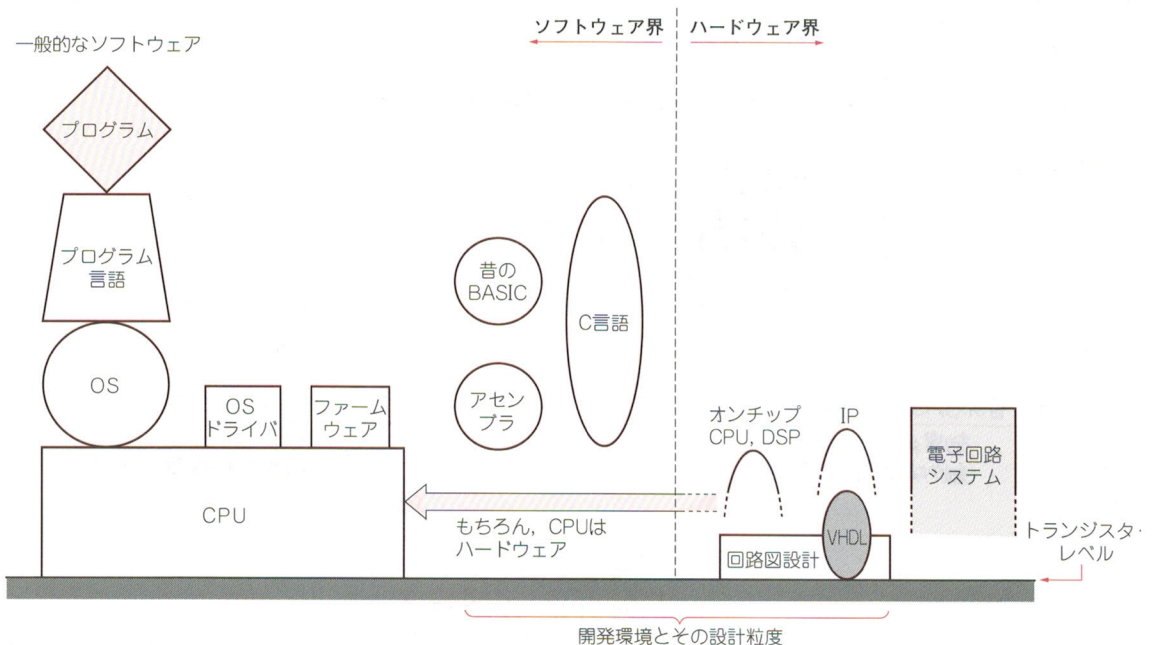 ソフトウェア界
ハードウェア界
一般的なソフトウェア
プログラム
プログラム
言語
OS
OS
ドライバ
ファーム
ウェア
CPU
昔の
BASIC
アセン
ブラ
C言語
もちろん，CPUは
ハードウェア
オンチップ
CPU, DSP
IP
VHDL
回路図設計
電子回路
システム
トランジスタ・
レベル
開発環境とその設計粒度